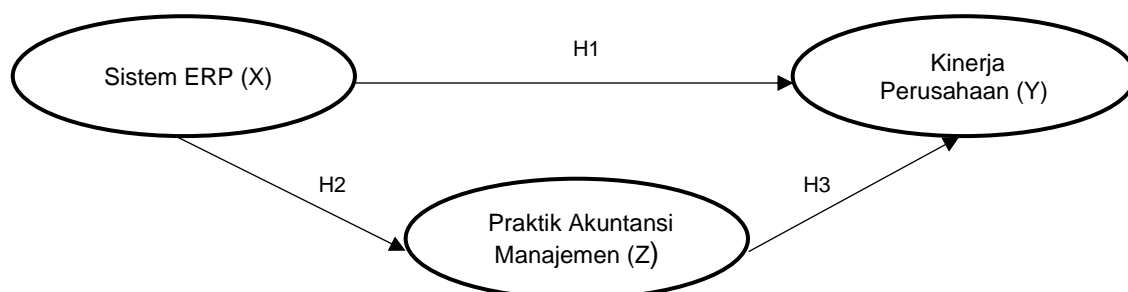 H1
Sistem ERP (X)
Kinerja
Perusahaan (Y)
H2
H3
Praktik Akuntansi
Manajemen (Z)